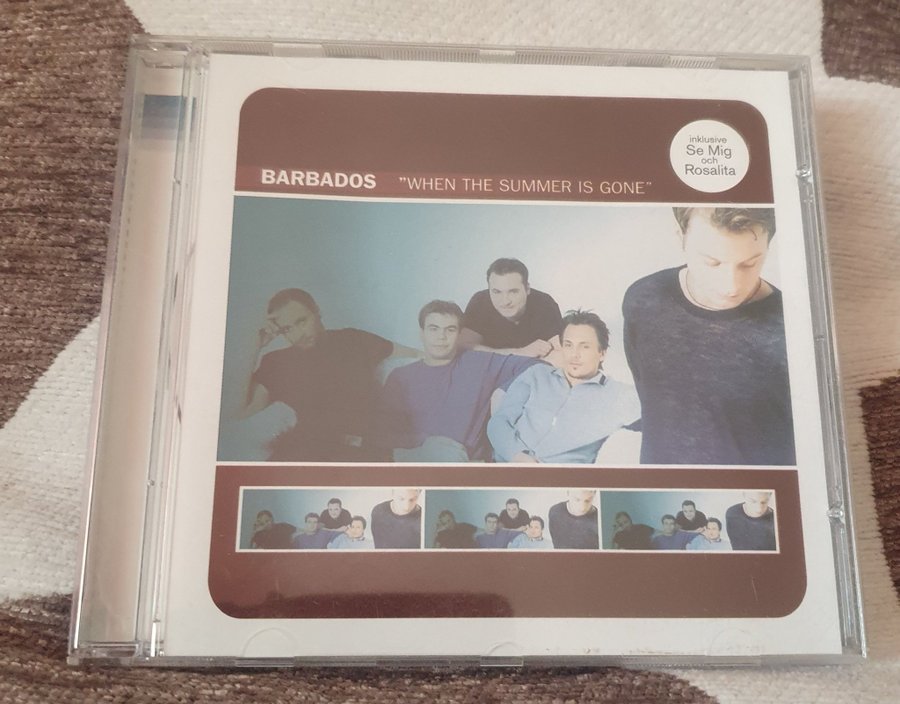 BARBADOS "WHEN THE SUMMER IS GONE"
inklusive
Se Mig
och
Rosalita